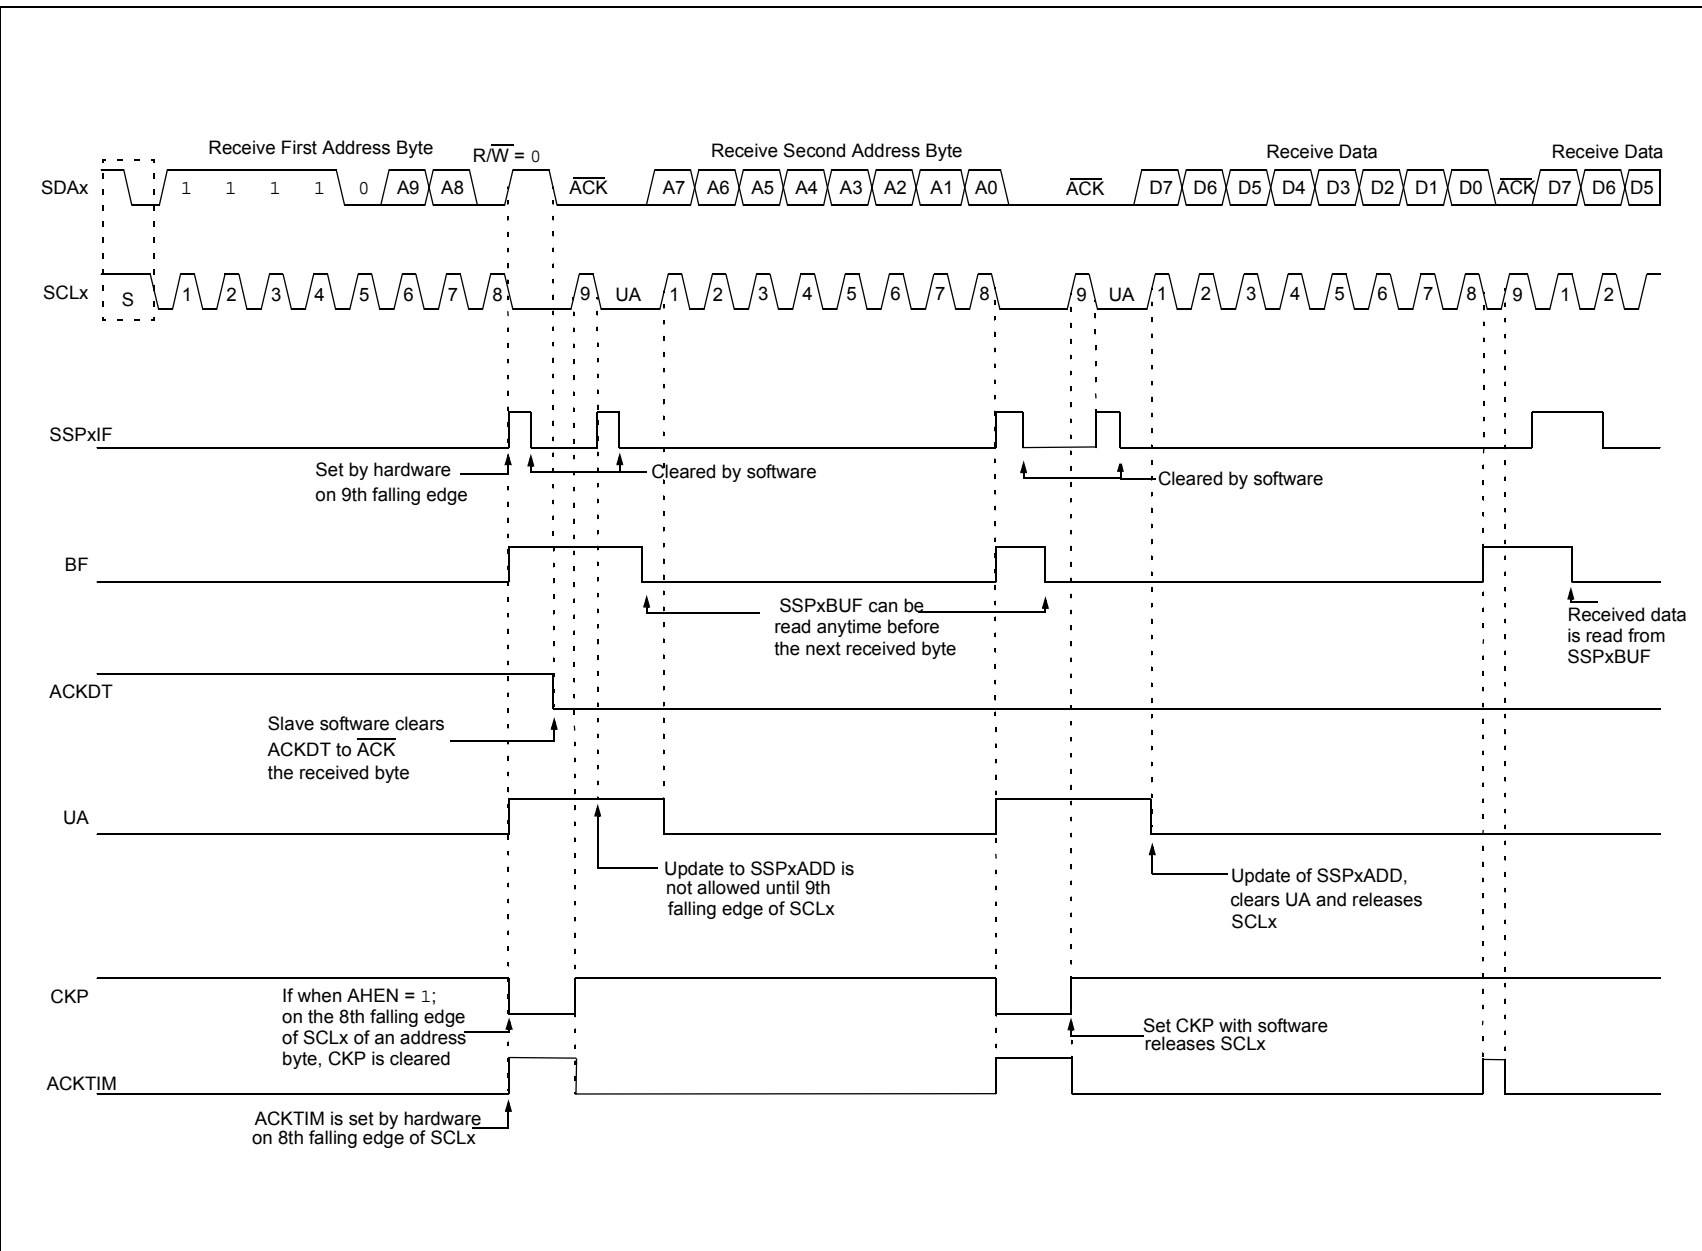 Receive First Address Byte
R/W = 0
Receive Second Address Byte
Receive Data
Receive Data
SDAx
1 1 1 1 0 A9 A8
ACK
A7 A6 A5 A4 A3 A2 A1 A0
ACK
D7 D6 D5 D4 D3 D2 D1 D0
ACK
D7 D6 D5
SCLx
S
1 2 3 4 5 6 7 8
9
UA
1 2 3 4 5 6 7 8
9
UA
1 2 3 4 5 6 7 8
9
1 2
SSPxIF
Set by hardware
on 9th falling edge
Cleared by software
Cleared by software
BF
SSPxBUF can be
read anytime before
the next received byte
Received data
is read from
SSPxBUF
ACKDT
Slave software clears
ACKDT to ACK
the received byte
UA
Update to SSPxADD is
not allowed until 9th
falling edge of SCLx
Update of SSPxADD,
clears UA and releases
SCLx
CKP
If when AHEN = 1;
on the 8th falling edge
of SCLx of an address
byte, CKP is cleared
Set CKP with software
releases SCLx
ACKTIM
ACKTIM is set by hardware
on 8th falling edge of SCLx